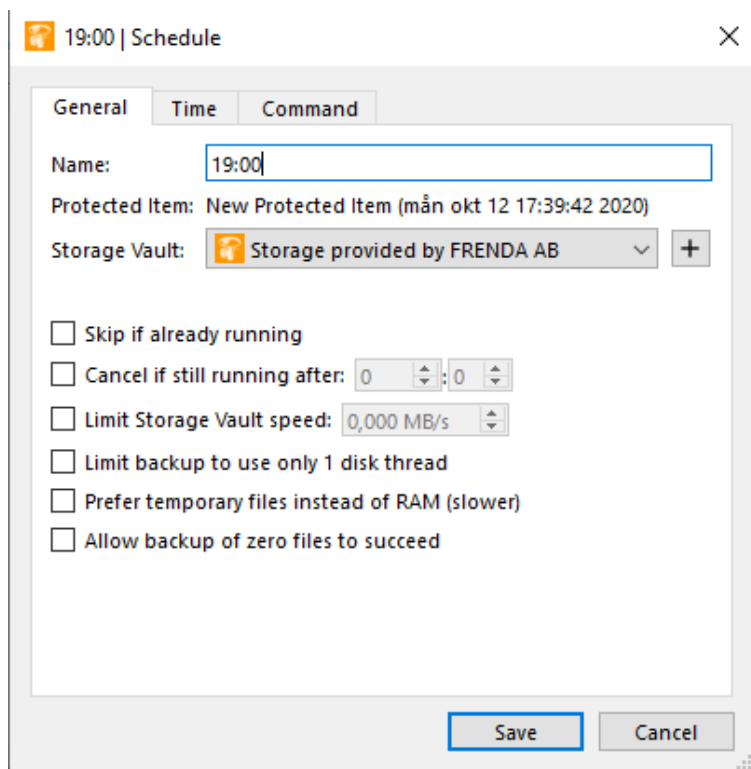 19:00 | Schedule
General Time Command
Name: 19:00
Protected Item: New Protected Item (mån okt 12 17:39:42 2020)
Storage Vault: Storage provided by FRENDA AB +
Skip if already running
Cancel if still running after: 0 : 0
Limit Storage Vault speed: 0,000 MB/s
Limit backup to use only 1 disk thread
Prefer temporary files instead of RAM (slower)
Allow backup of zero files to succeed
Save Cancel